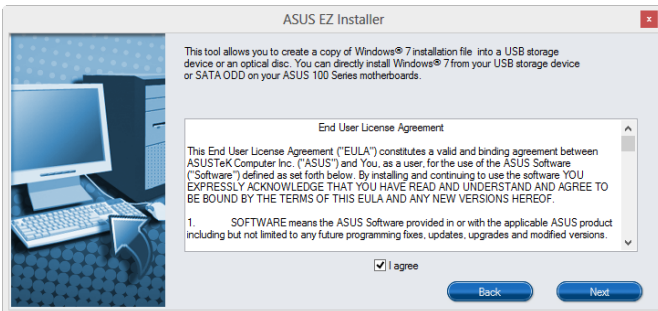 ASUS EZ Installer
x
This tool allows you to create a copy of Windows® 7 installation file into a USB storage
device or an optical disc. You can directly install Windows® 7 from your USB storage device
or SATA ODD on your ASUS 100 Series motherboards.
End User License Agreement
This End User License Agreement ("EULA") constitutes a valid and binding agreement between
ASUSTeK Computer Inc. ("ASUS") and You, as a user, for the use of the ASUS Software
("Software") defined as set forth below. By installing and continuing to use the software YOU
EXPRESSLY ACKNOWLEDGE THAT YOU HAVE READ AND UNDERSTAND AND AGREE TO
BE BOUND BY THE TERMS OF THIS EULA AND ANY NEW VERSIONS HEREOF.
1. SOFTWARE means the ASUS Software provided in or with the applicable ASUS product
including but not limited to any future programming fixes, updates, upgrades and modified versions.
I agree
Back
Next